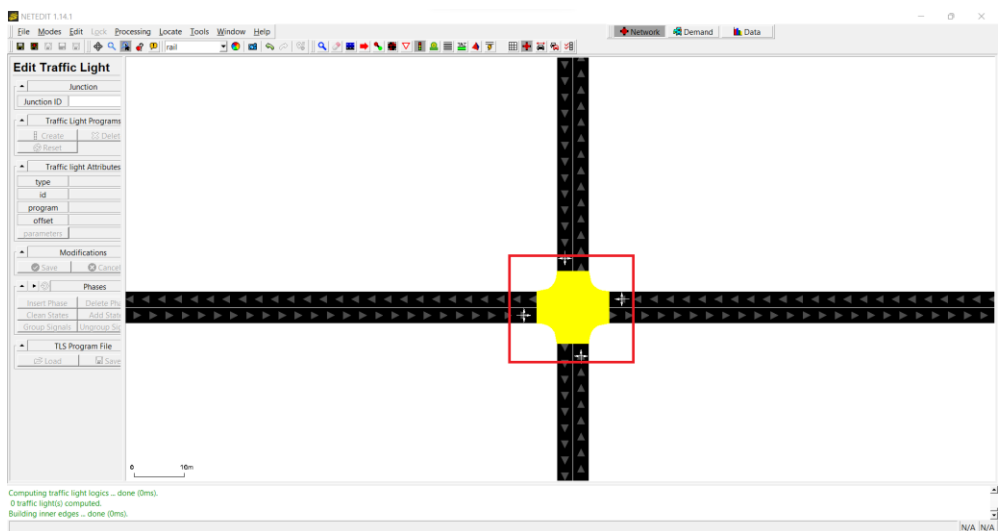 NETEDIT 1.14.1
File Modes Edit Lock Processing Locate Tools Window Help
Network Demand Data
rail
Edit Traffic Light
Junction
Junction ID
Traffic Light Programs
Create Delet
Reset
Traffic light Attributes
type
id
program
offset
parameters
Modifications
Save Cancel
Phases
Insert Phase Delete Pha
Clean States Add State
Group Signals Ungroup Sig
TLS Program File
Load Save
0 10m
Computing traffic light logics ... done (0ms).
0 traffic light(s) computed.
Building inner edges ... done (0ms).
N/A N/A